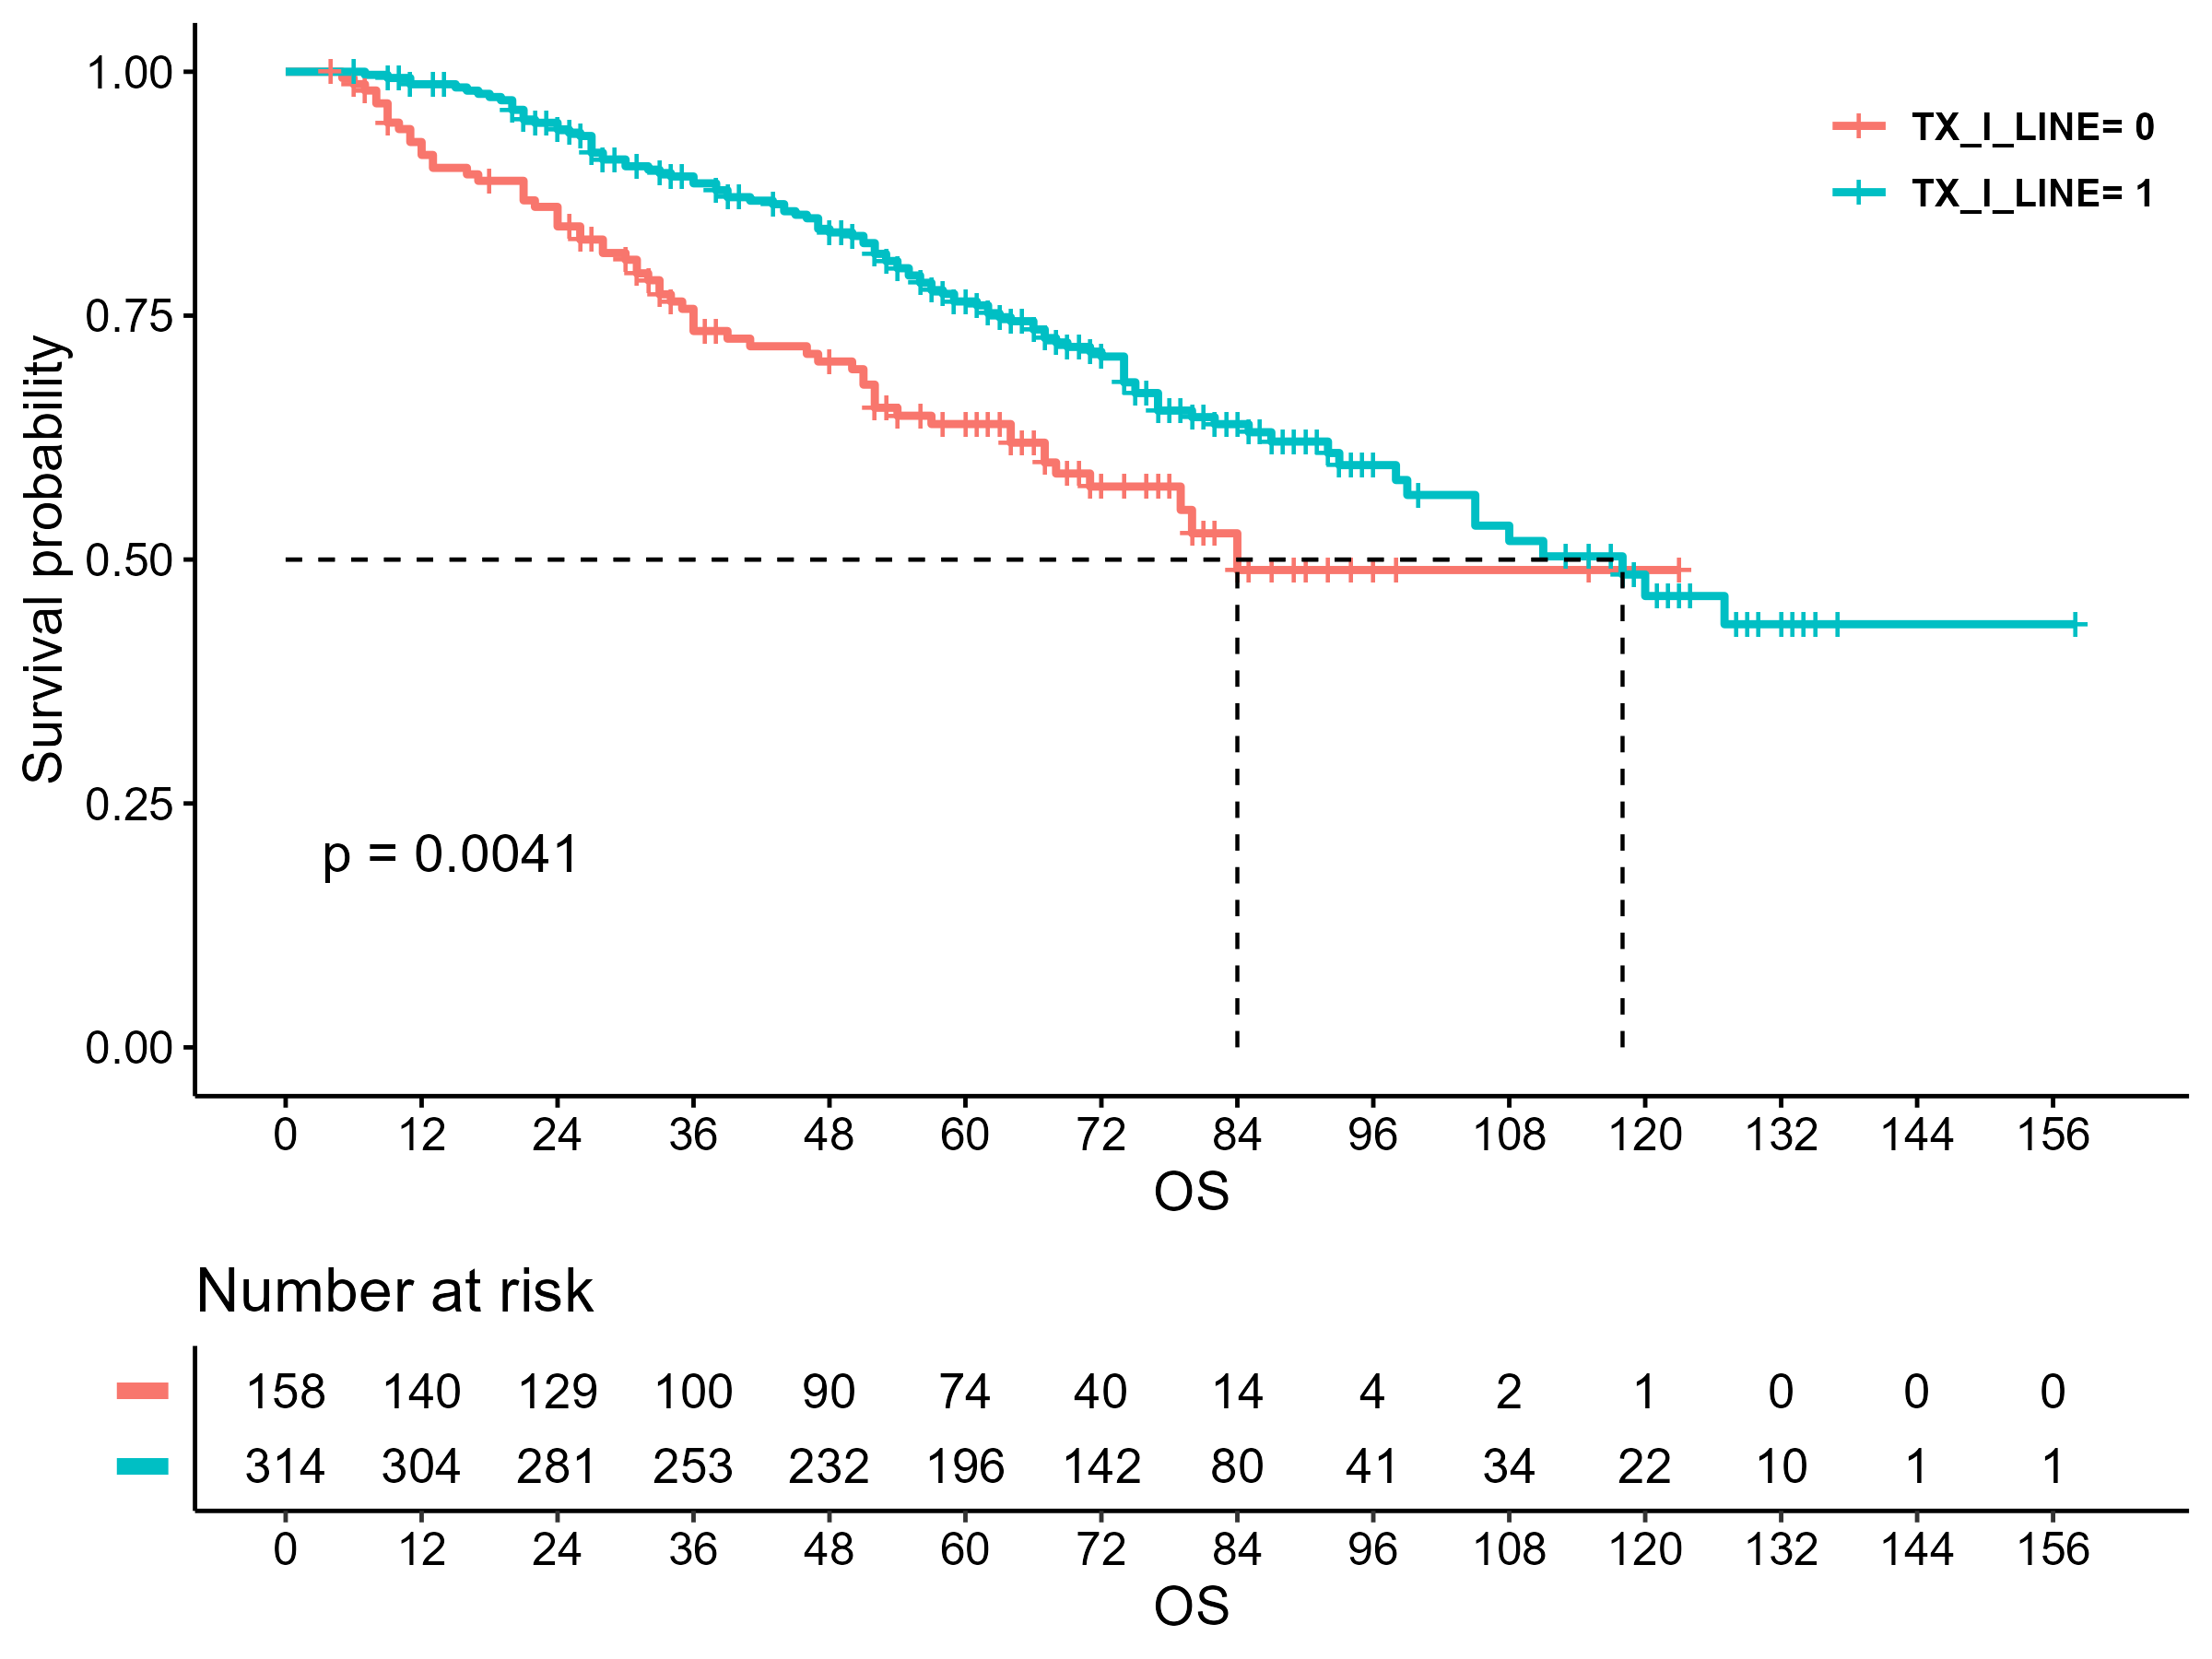 1.00
0.75
0.50
0.25
0.00
Survival probability
TX_I_LINE= 0
TX_I_LINE= 1
p = 0.0041
0 12 24 36 48 60 72 84 96 108 120 132 144 156
OS
Number at risk
158 140 129 100 90 74 40 14 4 2 1 0 0 0
314 304 281 253 232 196 142 80 41 34 22 10 1 1
0 12 24 36 48 60 72 84 96 108 120 132 144 156
OS